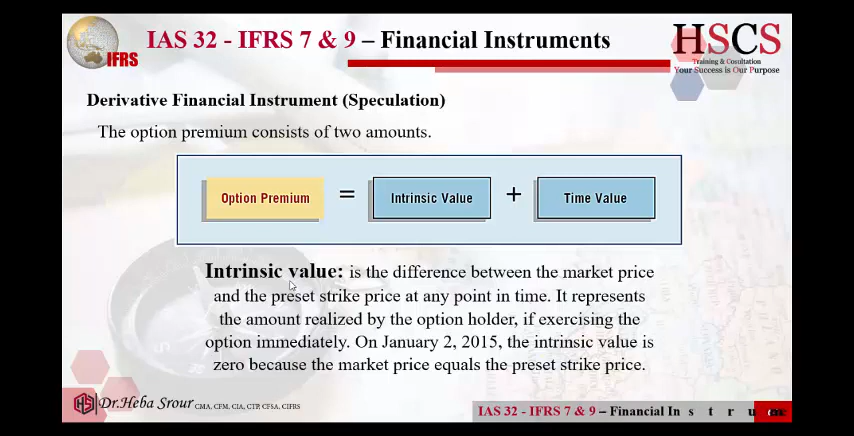 IFRS
IAS 32 - IFRS 7 & 9 – Financial Instruments
HSCS
Training & Cosultation
Your Success is Our Purpose
Derivative Financial Instrument (Speculation)
The option premium consists of two amounts.
Option Premium = Intrinsic Value + Time Value
Intrinsic value: is the difference between the market price
and the preset strike price at any point in time. It represents
the amount realized by the option holder, if exercising the
option immediately. On January 2, 2015, the intrinsic value is
zero because the market price equals the preset strike price.
Dr.Heba Srour CMA, CFM, CIA, CTP, CFSA, CIFRS
IAS 32 - IFRS 7 & 9 – Financial In s t r u